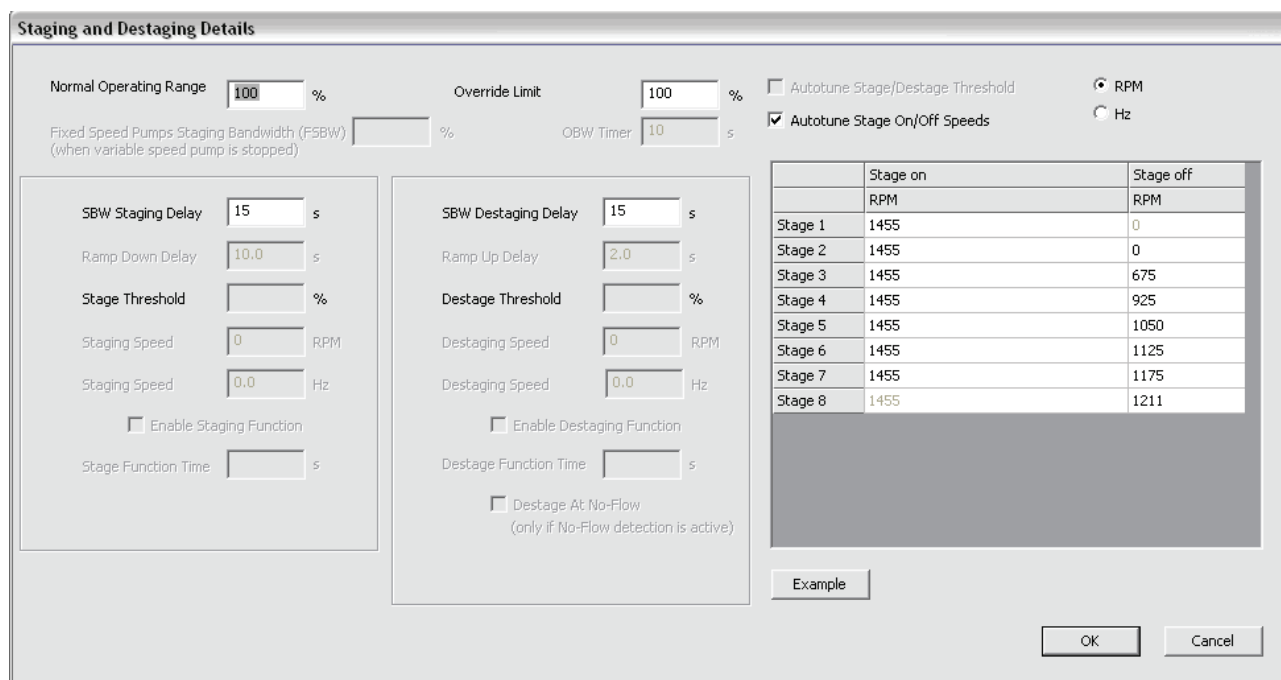 Staging and Destaging Details
Normal Operating Range 100 %
Override Limit 100 %
Autotune Stage/Destage Threshold
RPM
Fixed Speed Pumps Staging Bandwidth (FSBW) %
(when variable speed pump is stopped)
OBW Timer 10 s
Autotune Stage On/Off Speeds
Hz
SBW Staging Delay 15 s
Ramp Down Delay 10.0 s
Stage Threshold %
Staging Speed 0 RPM
Staging Speed 0.0 Hz
Enable Staging Function
Stage Function Time s
SBW Destaging Delay 15 s
Ramp Up Delay 2.0 s
Destage Threshold %
Destaging Speed 0 RPM
Destaging Speed 0.0 Hz
Enable Destaging Function
Destage Function Time s
Destage At No-Flow
(only if No-Flow detection is active)
Stage on Stage off
RPM RPM
Stage 1 1455 0
Stage 2 1455 0
Stage 3 1455 675
Stage 4 1455 925
Stage 5 1455 1050
Stage 6 1455 1125
Stage 7 1455 1175
Stage 8 1455 1211
Example
OK Cancel